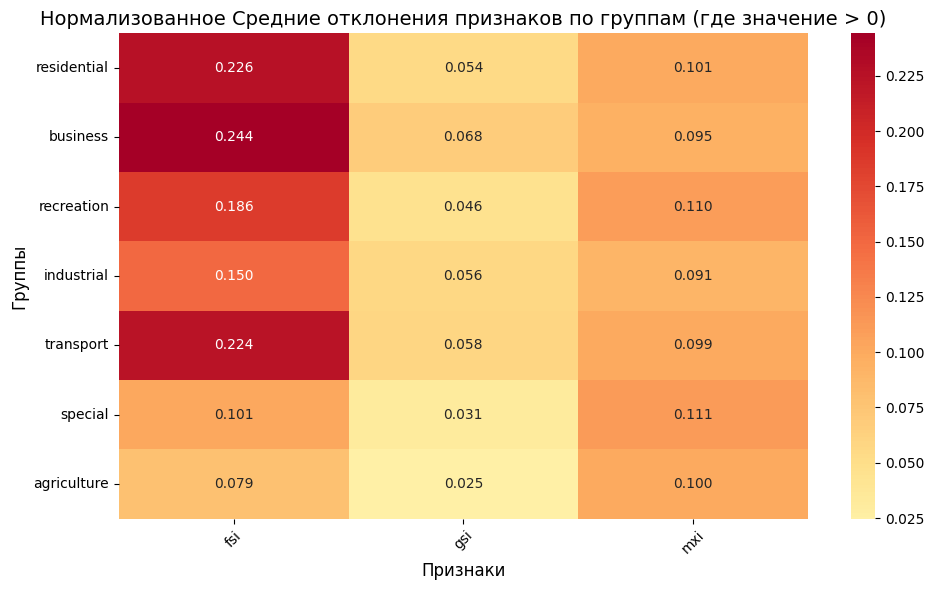 Нормализованное Средние отклонения признаков по группам (где значение > 0)
Группы
residential 0.226 0.054 0.101
business 0.244 0.068 0.095
recreation 0.186 0.046 0.110
industrial 0.150 0.056 0.091
transport 0.224 0.058 0.099
special 0.101 0.031 0.111
agriculture 0.079 0.025 0.100
fsi gsi mxi
Признаки
0.225
0.200
0.175
0.150
0.125
0.100
0.075
0.050
0.025